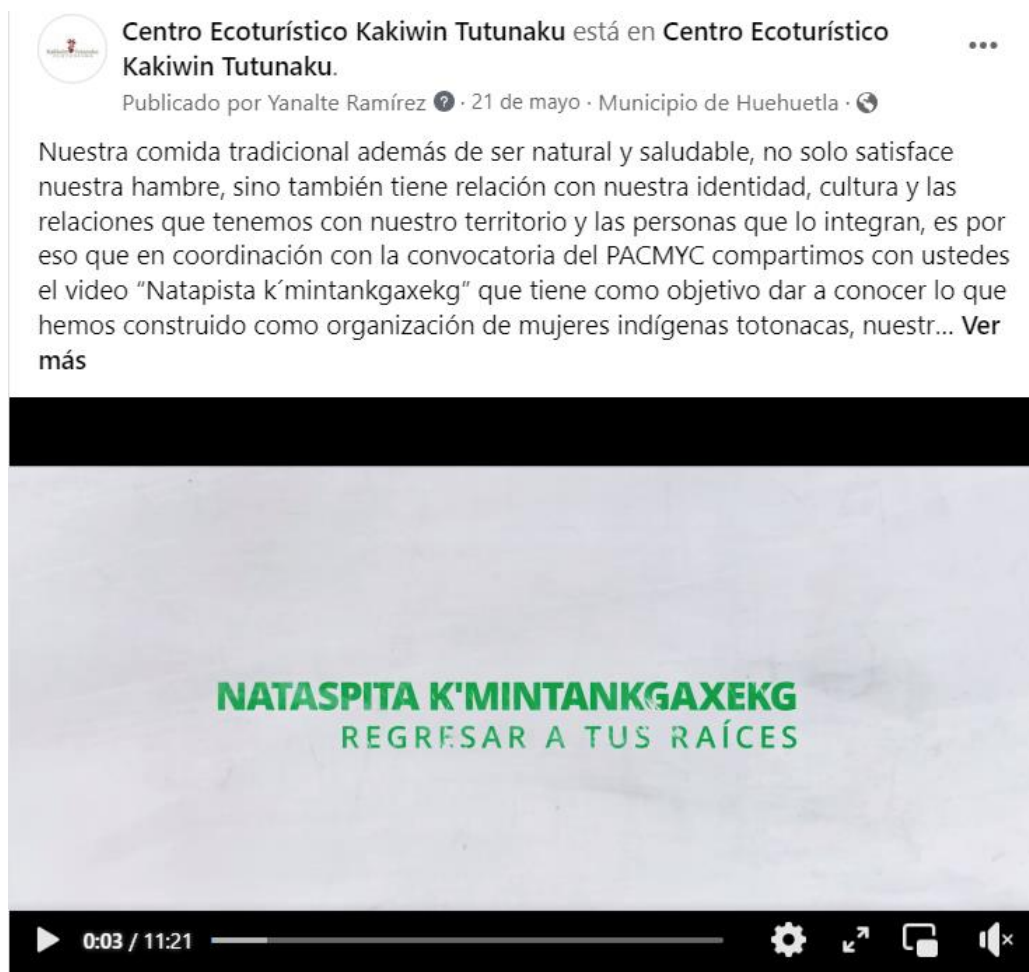 Centro Ecoturístico Kakiwin Tutunaku está en Centro Ecoturístico
Kakiwin Tutunaku.
Publicado por Yanalte Ramírez · 21 de mayo · Municipio de Huehuetla ·
Nuestra comida tradicional además de ser natural y saludable, no solo satisface
nuestra hambre, sino también tiene relación con nuestra identidad, cultura y las
relaciones que tenemos con nuestro territorio y las personas que lo integran, es por
eso que en coordinación con la convocatoria del PACMYC compartimos con ustedes
el video “Natapista k´mintankgaxekg” que tiene como objetivo dar a conocer lo que
hemos construido como organización de mujeres indígenas totonacas, nuestr... Ver
más
NATASPITA K'MINTANKGAXEKG
REGRESAR A TUS RAÍCES
0:03 / 11:21